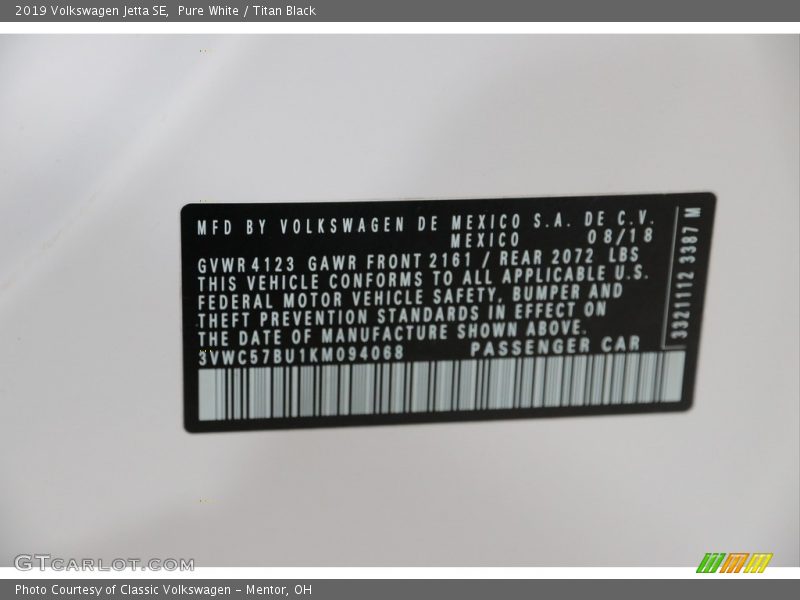 2019 Volkswagen Jetta SE, Pure White / Titan Black
MFD BY VOLKSWAGEN DE MEXICO S.A. DE C.V.
MEXICO 08/18
GVWR 4123 GAWR FRONT 2161 / REAR 2072 LBS
THIS VEHICLE CONFORMS TO ALL APPLICABLE U.S.
FEDERAL MOTOR VEHICLE SAFETY, BUMPER AND
THEFT PREVENTION STANDARDS IN EFFECT ON
THE DATE OF MANUFACTURE SHOWN ABOVE.
3VWC57BU1KM094068 PASSENGER CAR
3321112 3387 M
GTCARLOT.COM
Photo Courtesy of Classic Volkswagen - Mentor, OH